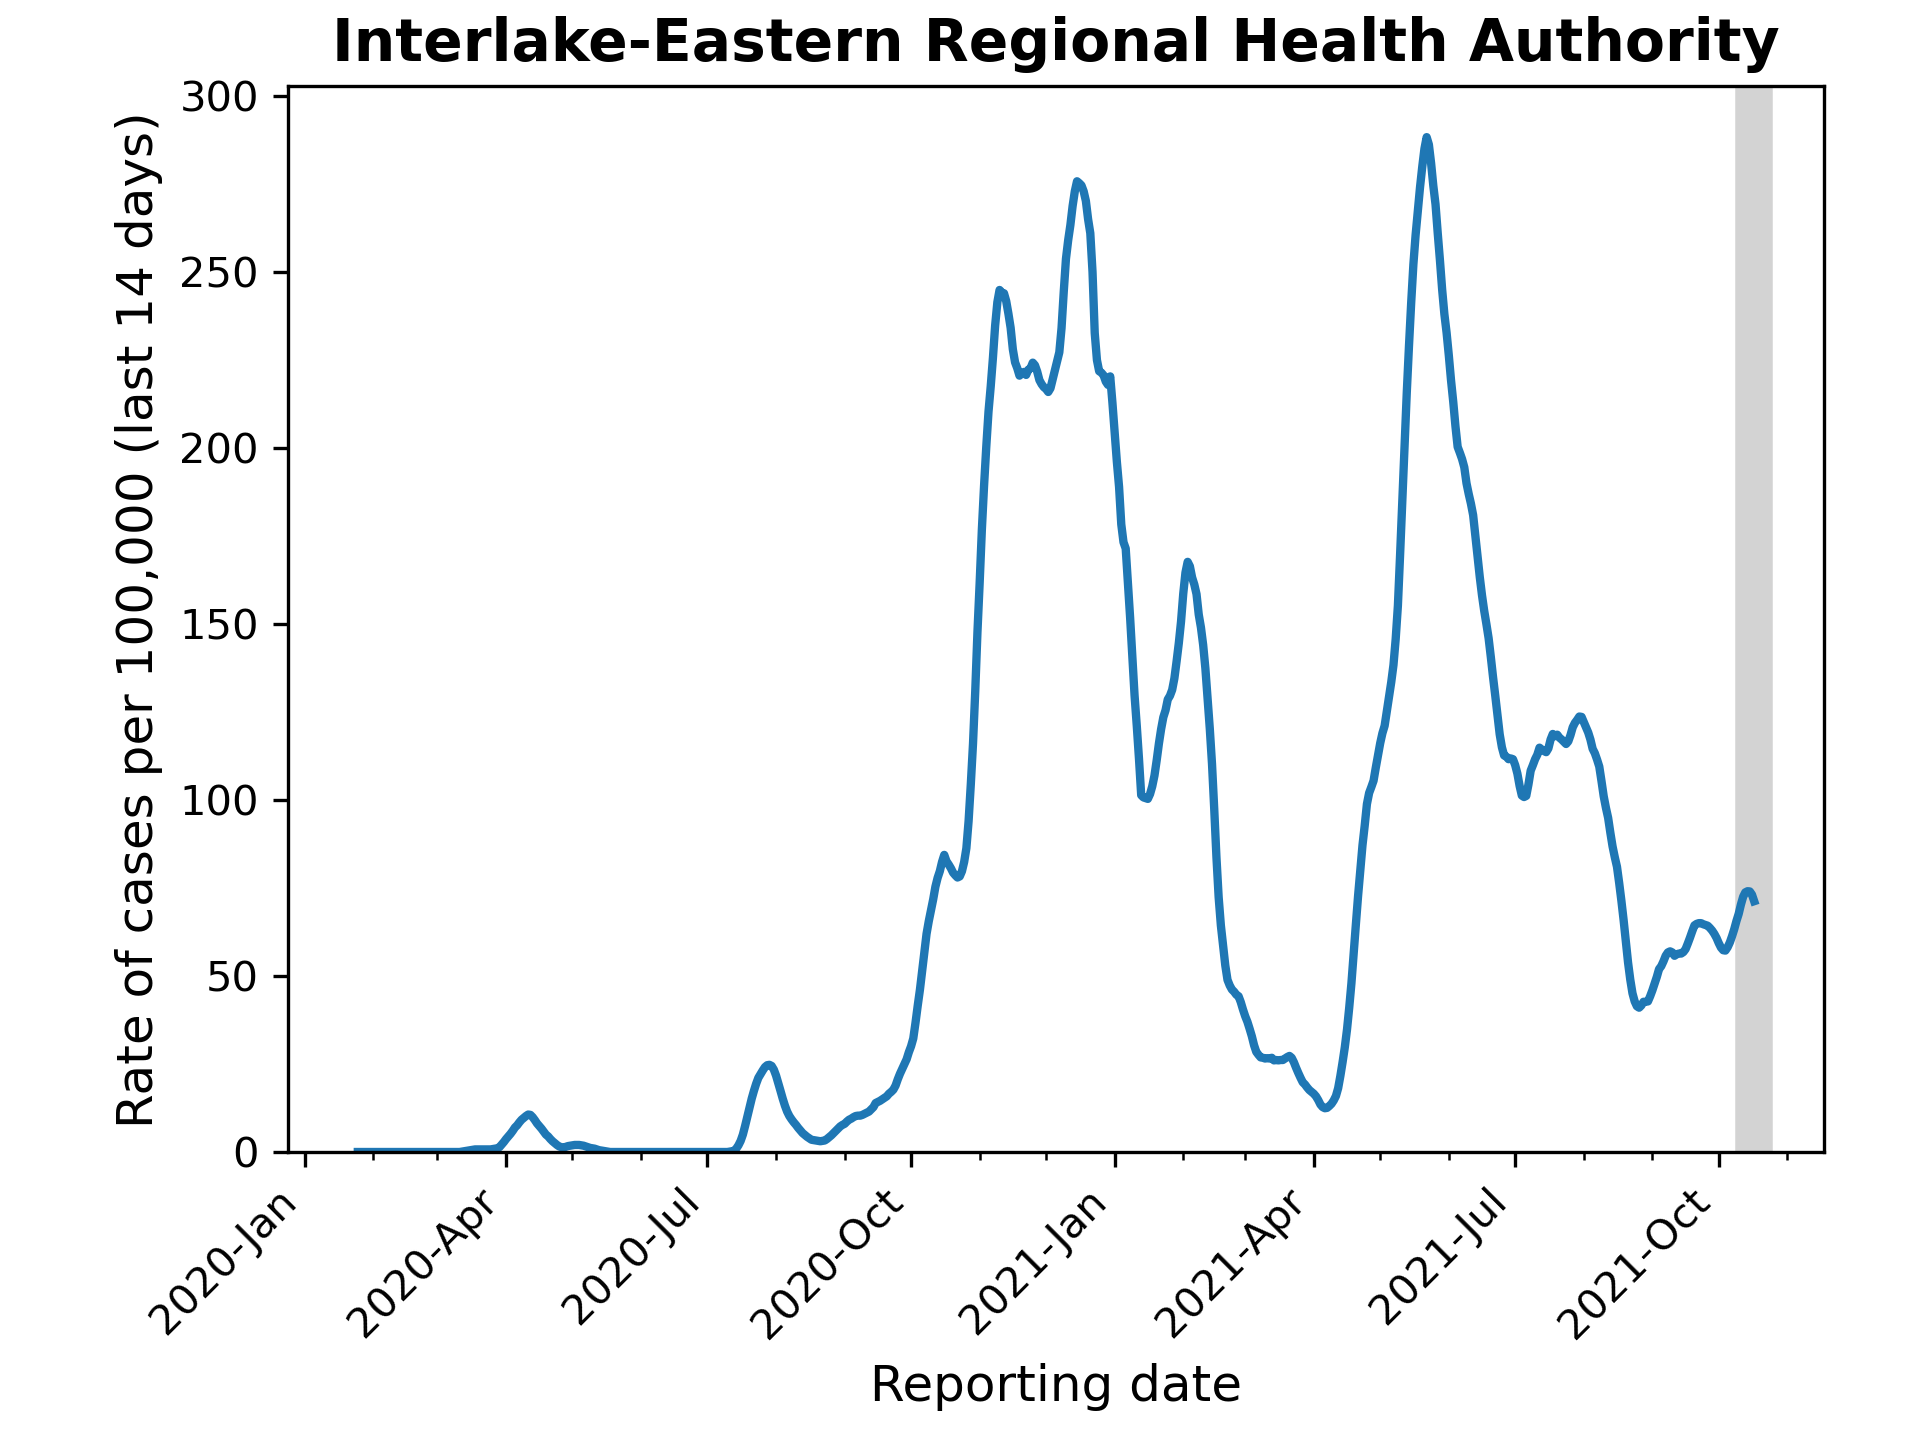 Interlake-Eastern Regional Health Authority
Rate of cases per 100,000 (last 14 days)
300
250
200
150
100
50
0
2020-Jan
2020-Apr
2020-Jul
2020-Oct
2021-Jan
2021-Apr
2021-Jul
2021-Oct
Reporting date